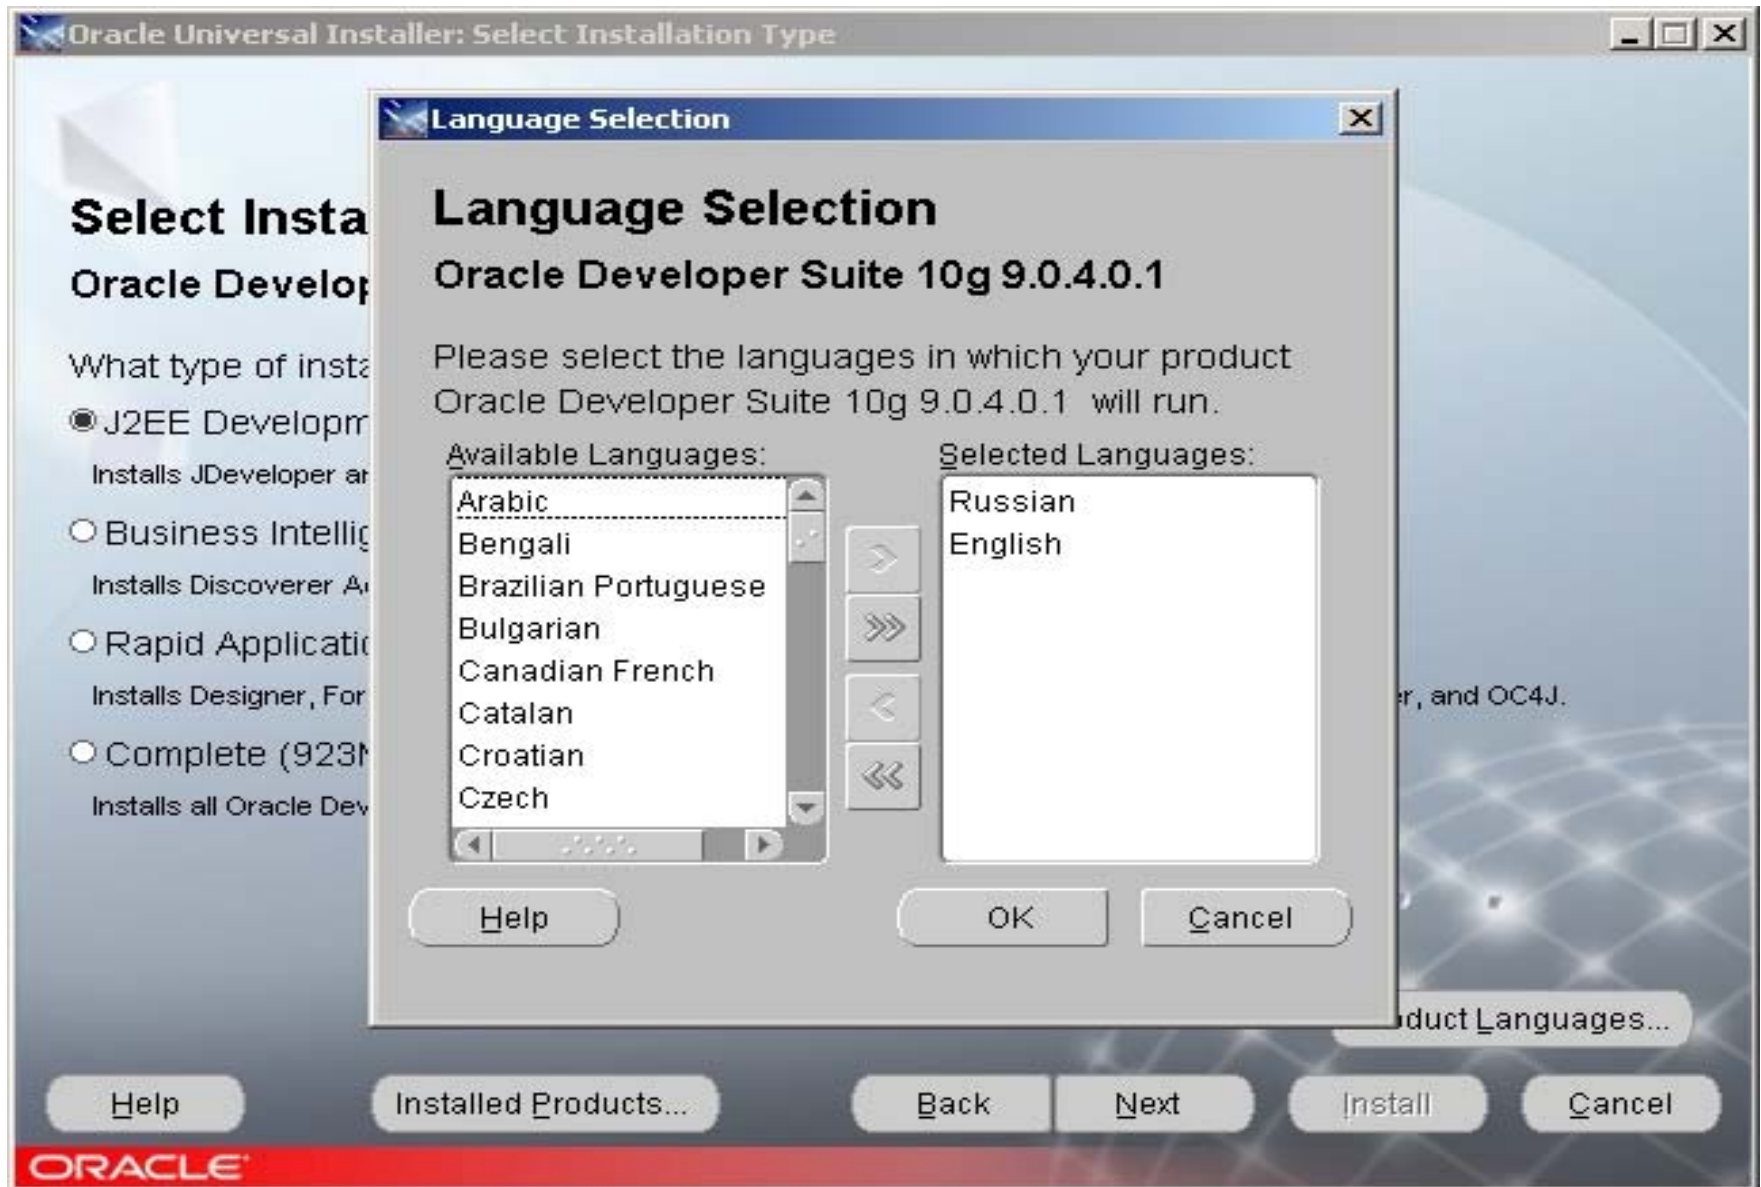 Oracle Universal Installer: Select Installation Type
Language Selection
Language Selection
Oracle Developer Suite 10g 9.0.4.0.1
Please select the languages in which your product
Oracle Developer Suite 10g 9.0.4.0.1 will run.
Available Languages:
Arabic
Bengali
Brazilian Portuguese
Bulgarian
Canadian French
Catalan
Croatian
Czech
Selected Languages:
Russian
English
Help
OK
Cancel
Select Insta
Oracle Develop
What type of insta
J2EE Developm
Installs JDeveloper an
Business Intellig
Installs Discoverer A
Rapid Applicatio
Installs Designer, For
r, and OC4J.
Complete (923M
Installs all Oracle Dev
duct Languages...
Help
Installed Products...
Back
Next
Install
Cancel
ORACLE